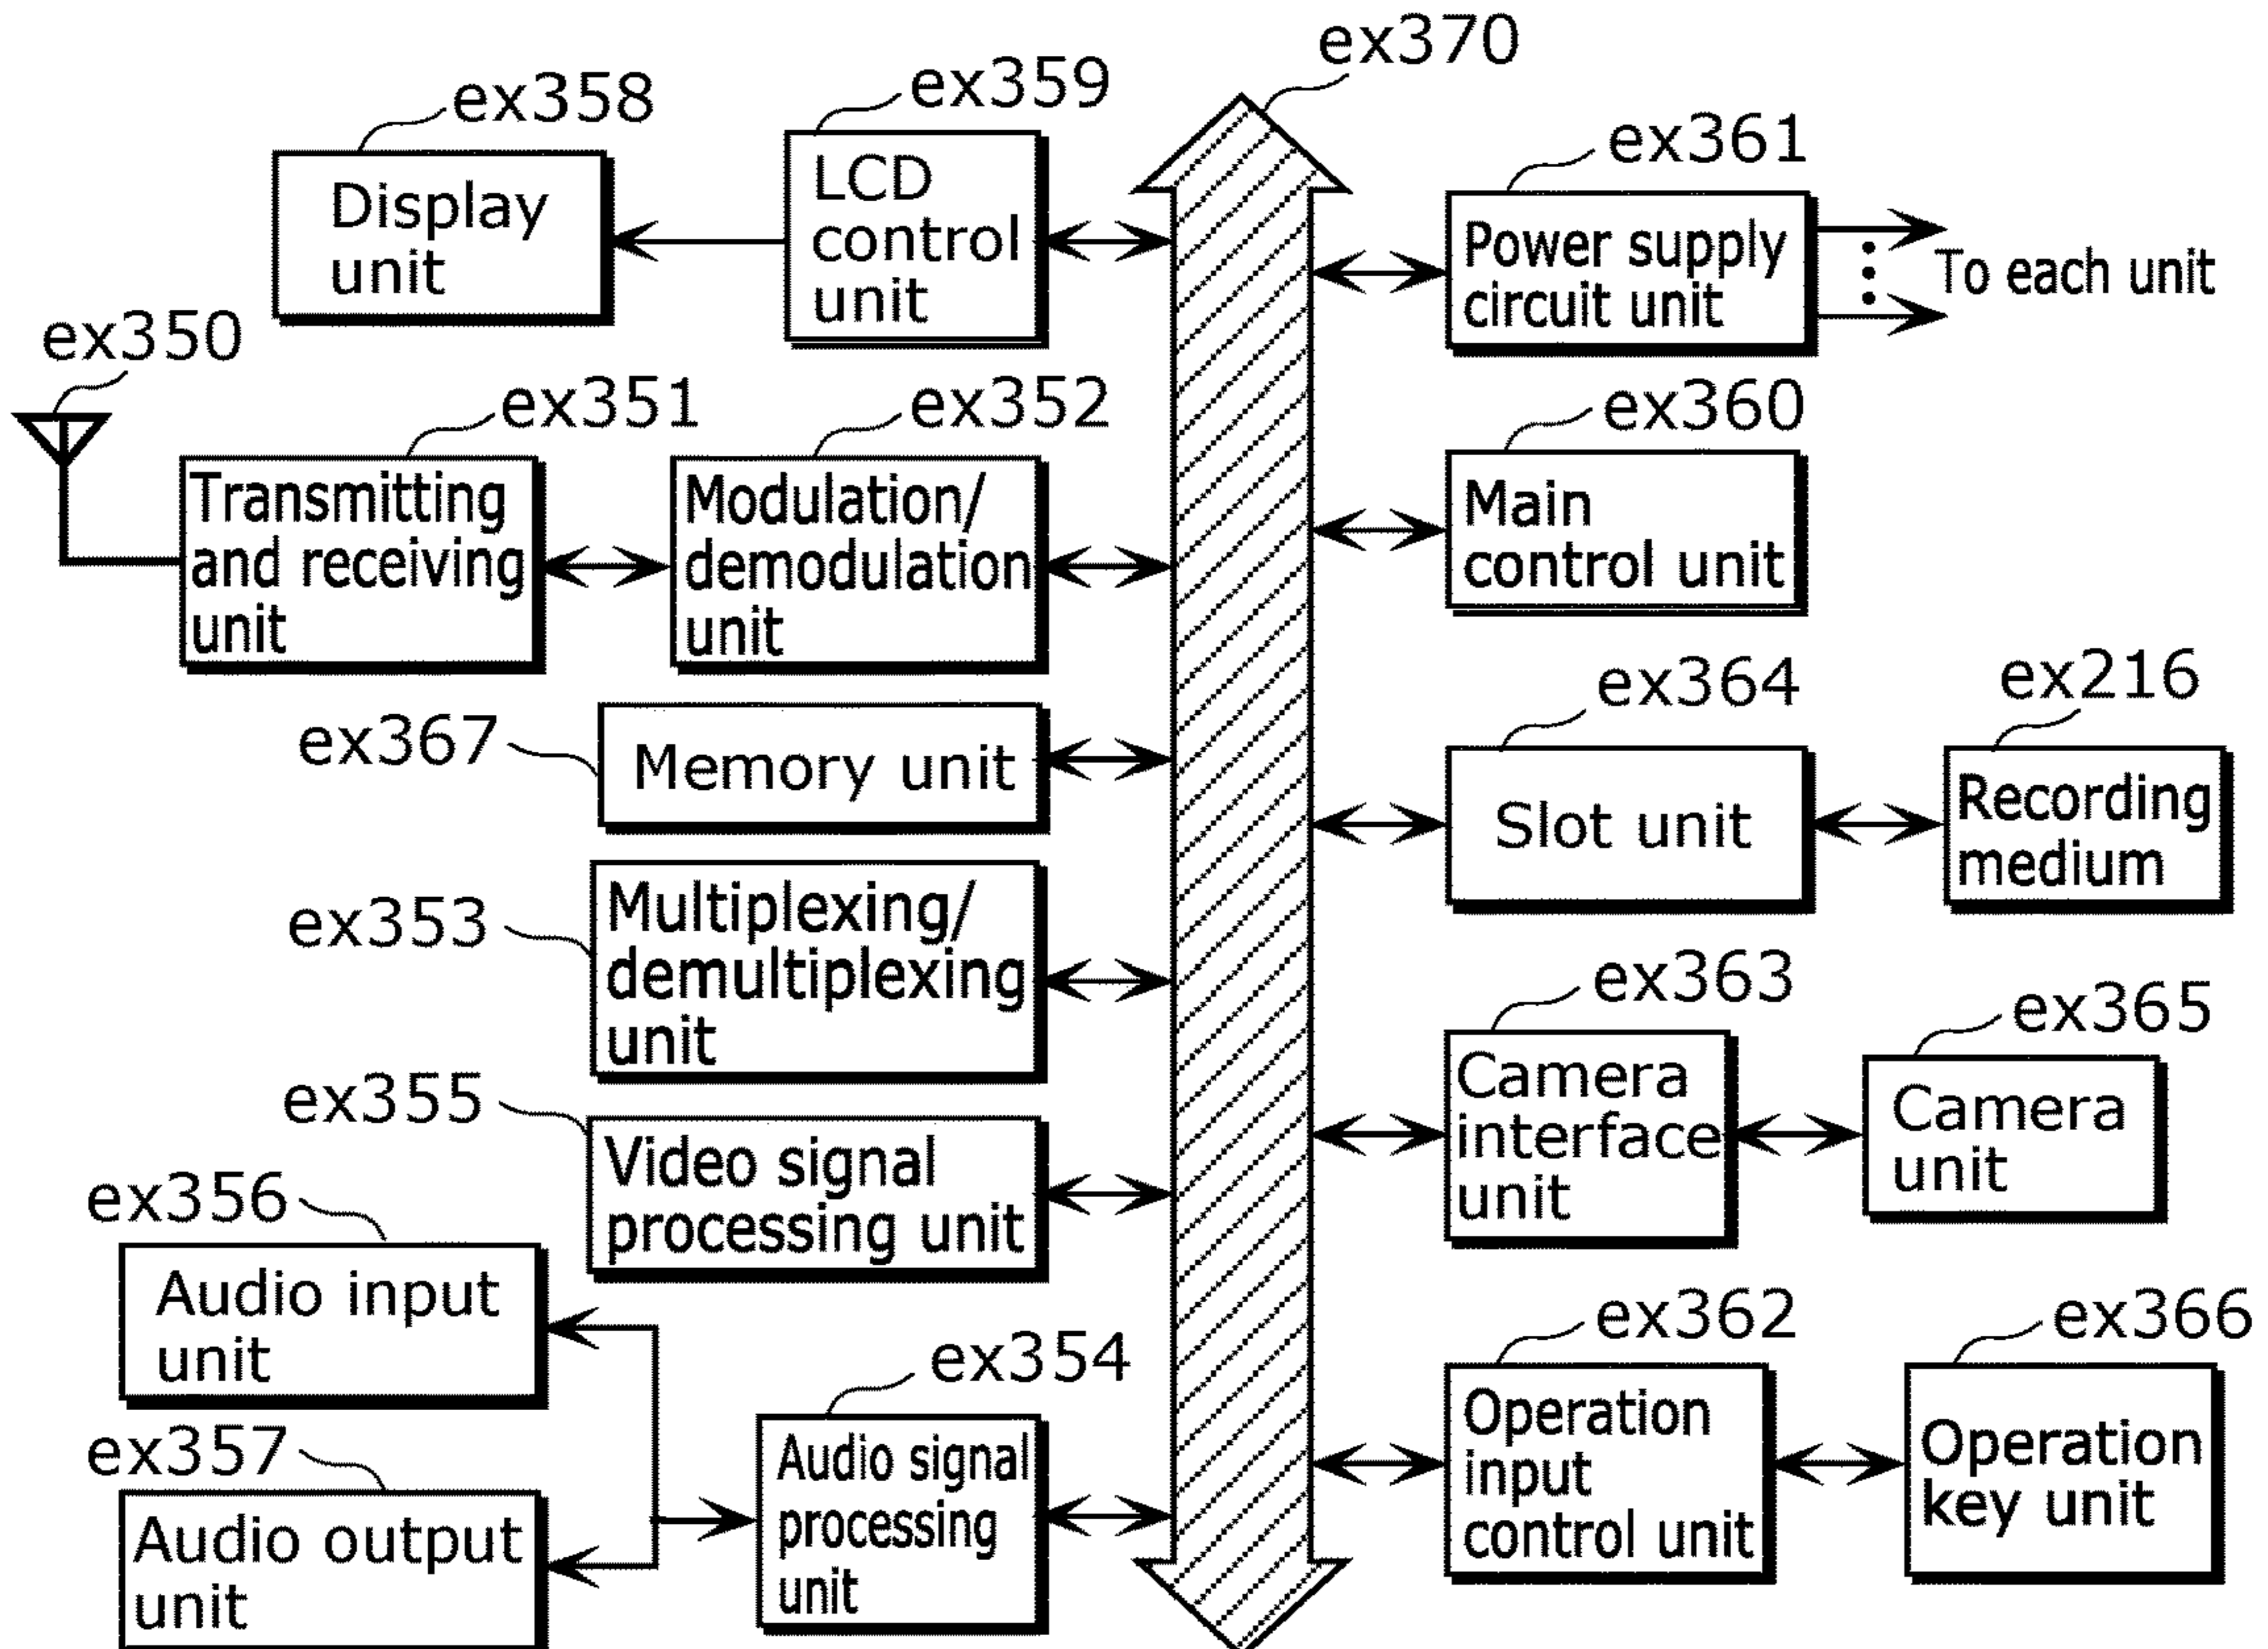 ex370
ex359
ex358
ex361
LCD
control
unit
Display
unit
Power supply
circuit unit
To each unit
ex350
ex351
ex352
ex360
Transmitting
and receiving
unit
Modulation/
demodulation
unit
Main
control unit
ex367
Memory unit
ex364
ex216
Slot unit
Recording
medium
ex353
Multiplexing/
demultiplexing
unit
ex363
ex365
Camera
interface
unit
Camera
unit
ex355
Video signal
processing unit
ex356
Audio input
unit
ex362
ex366
ex354
Operation
input
control unit
Operation
key unit
ex357
Audio output
unit
Audio signal
processing
unit